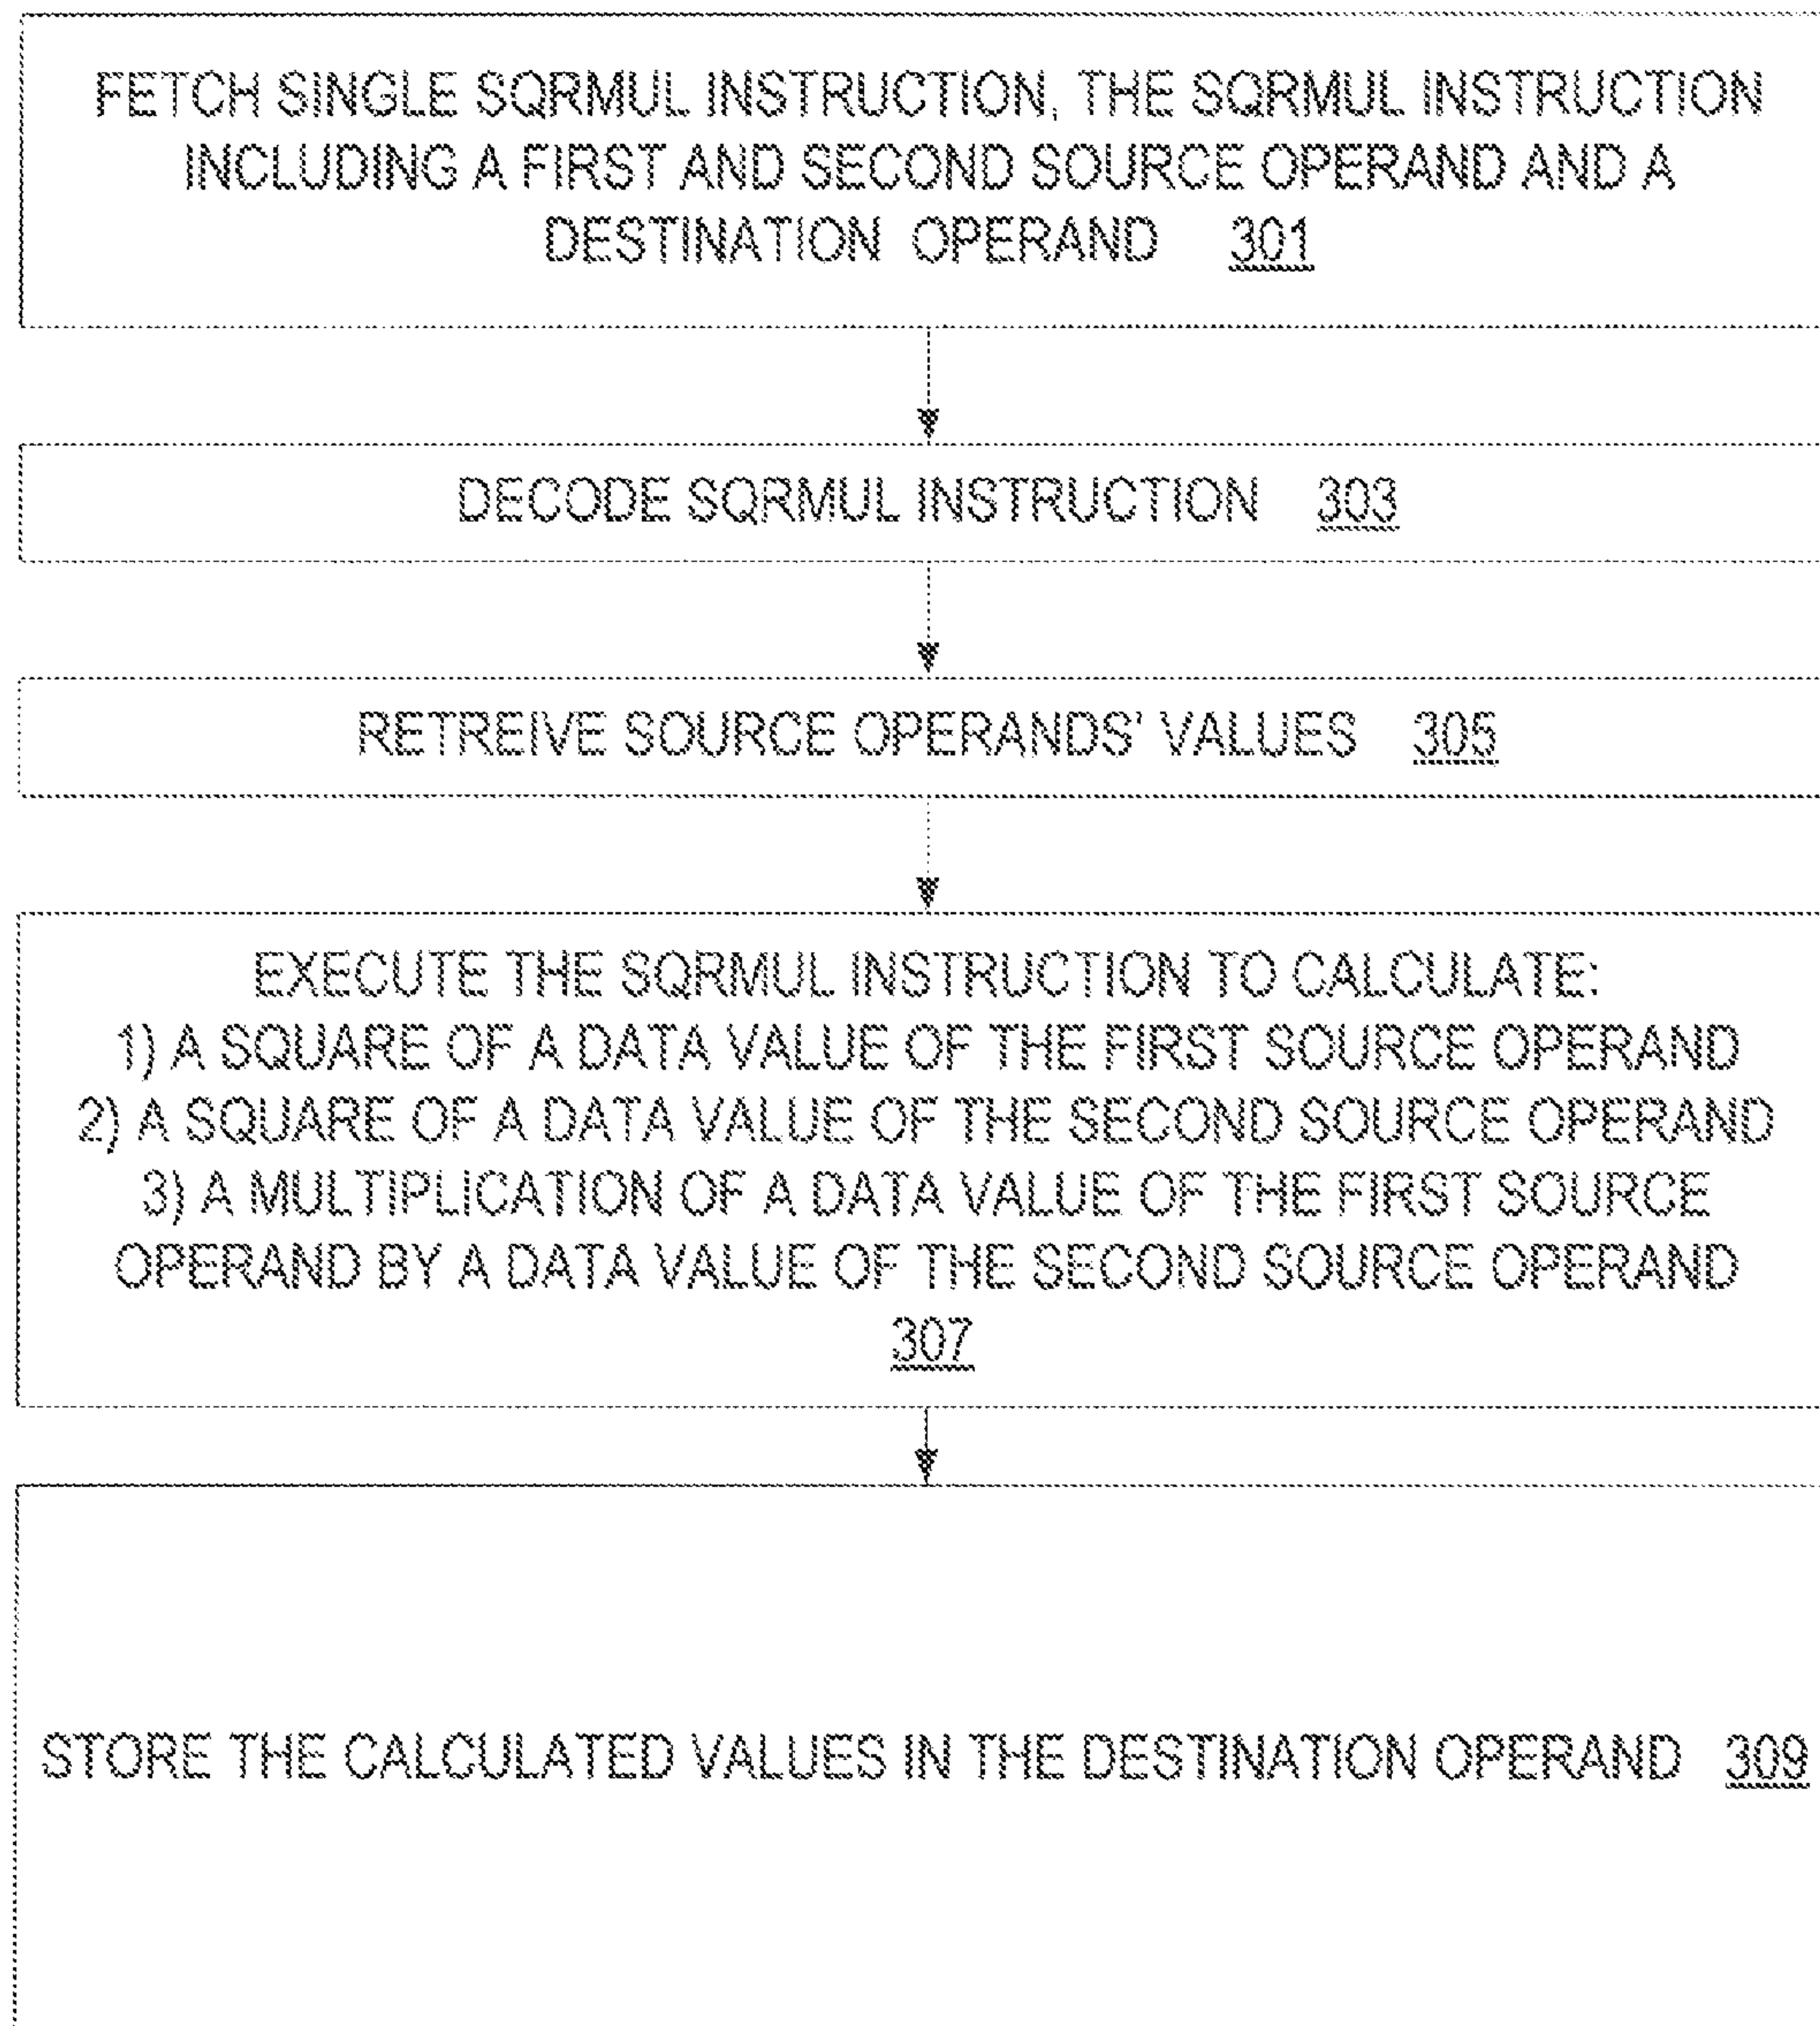 FETCH SINGLE SQRMUL INSTRUCTION, THE SQRMUL INSTRUCTION
INCLUDING A FIRST AND SECOND SOURCE OPERAND AND A
DESTINATION OPERAND 301
DECODE SQRMUL INSTRUCTION 303
RETREIVE SOURCE OPERANDS' VALUES 305
EXECUTE THE SQRMUL INSTRUCTION TO CALCULATE:
1) A SQUARE OF A DATA VALUE OF THE FIRST SOURCE OPERAND
2) A SQUARE OF A DATA VALUE OF THE SECOND SOURCE OPERAND
3) A MULTIPLICATION OF A DATA VALUE OF THE FIRST SOURCE
OPERAND BY A DATA VALUE OF THE SECOND SOURCE OPERAND
307
STORE THE CALCULATED VALUES IN THE DESTINATION OPERAND 309